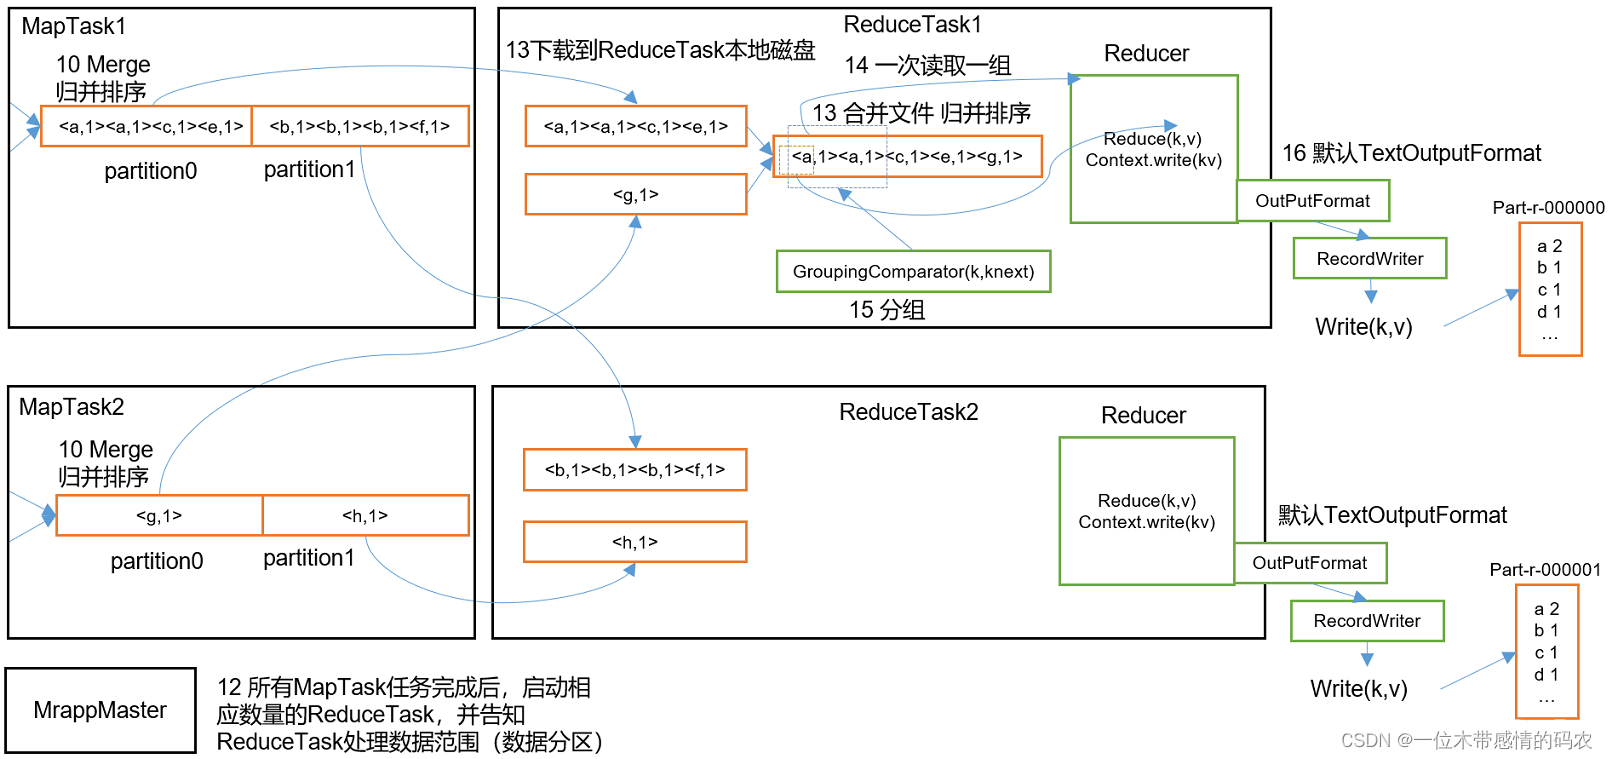 MapTask1
10 Merge
归并排序
<a,1><a,1><c,1><e,1>
<b,1><b,1><b,1><f,1>
partition0
partition1
ReduceTask1
13下载到ReduceTask本地磁盘
14 一次读取一组
Reducer
<a,1><a,1><c,1><e,1>
13 合并文件 归并排序
<a,1><a,1><c,1><e,1><g,1>
<g,1>
Reduce(k,v)
Context.write(kv)
GroupingComparator(k,knext)
15 分组
16 默认TextOutputFormat
OutPutFormat
RecordWriter
Write(k,v)
Part-r-000000
a 2
b 1
c 1
d 1
...
MapTask2
10 Merge
归并排序
<g,1>
<h,1>
partition0
partition1
ReduceTask2
Reducer
<b,1><b,1><b,1><f,1>
<h,1>
Reduce(k,v)
Context.write(kv)
默认TextOutputFormat
OutPutFormat
RecordWriter
Write(k,v)
Part-r-000001
a 2
b 1
c 1
d 1
...
MrappMaster
12 所有MapTask任务完成后，启动相
应数量的ReduceTask，并告知
ReduceTask处理数据范围（数据分区）
CSDN @一位木带感情的码农